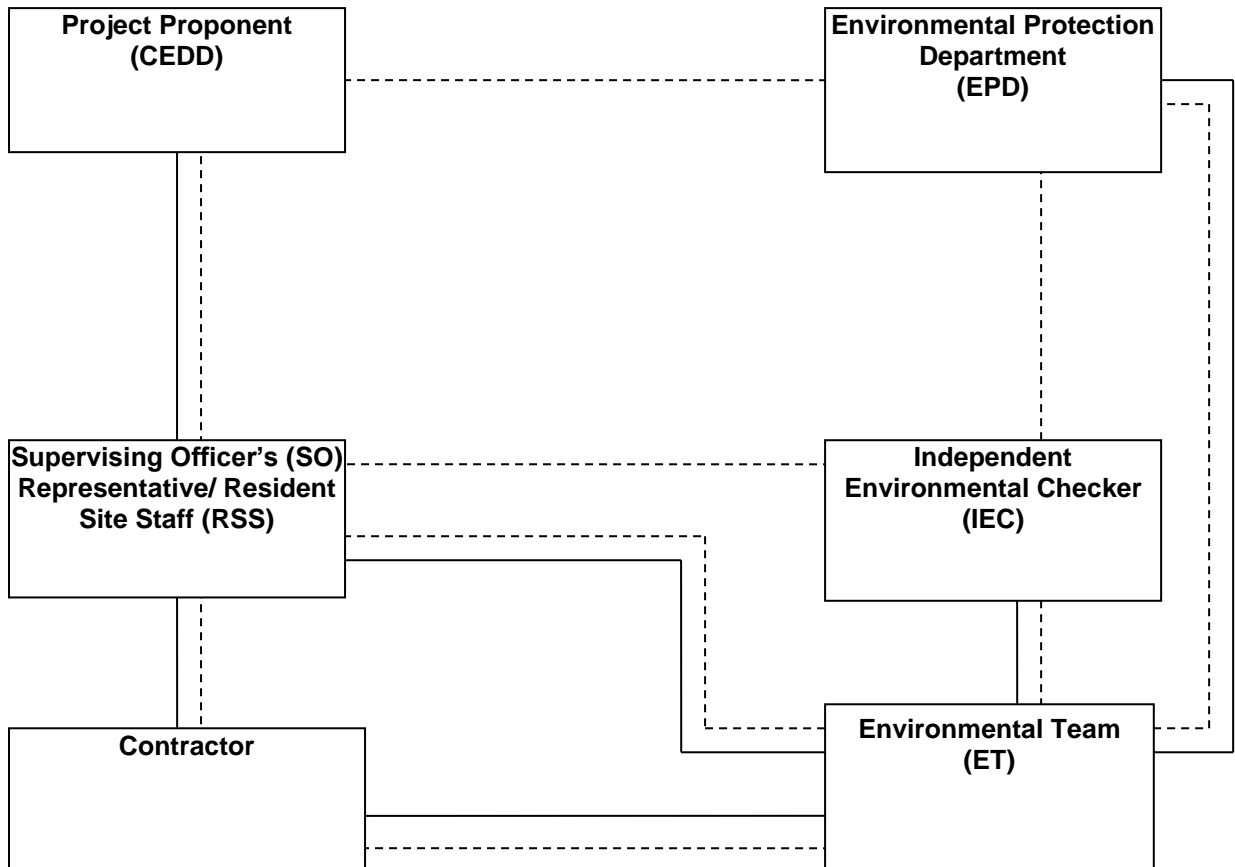 Project Proponent
(CEDD)
Environmental Protection
Department
(EPD)
Supervising Officer's (SO)
Representative/ Resident
Site Staff (RSS)
Independent
Environmental Checker
(IEC)
Contractor
Environmental Team
(ET)